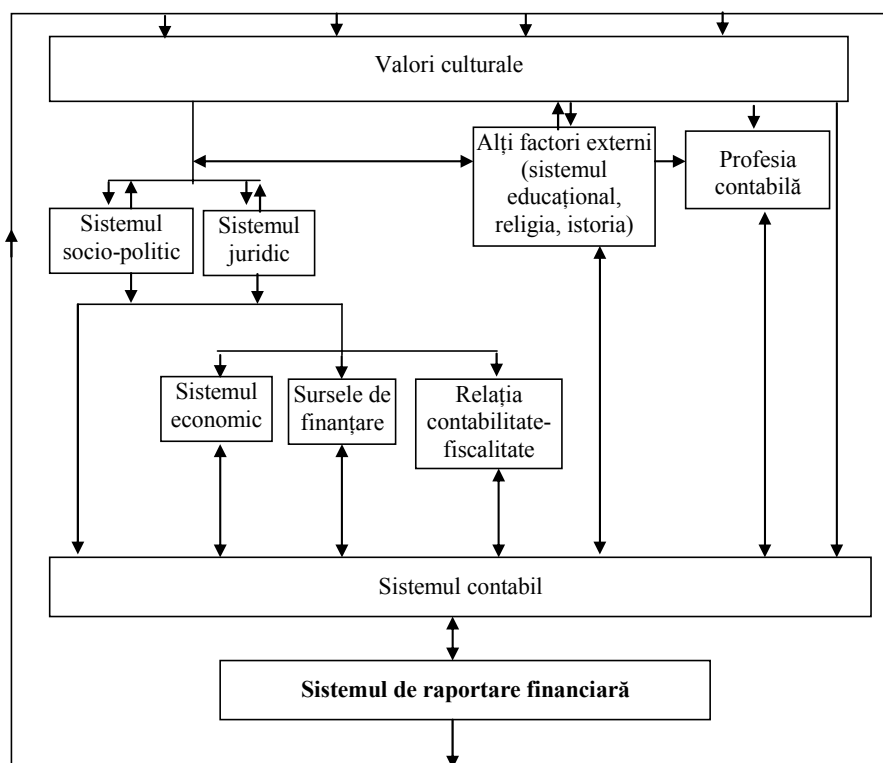 Valori culturale
Alți factori externi
(sistemul
educațional,
religia, istoria)
Profesia
contabilă
Sistemul
socio-politic
Sistemul
juridic
Sistemul
economic
Sursele de
finanțare
Relația
contabilitate-
fiscalitate
Sistemul contabil
Sistemul de raportare financiară